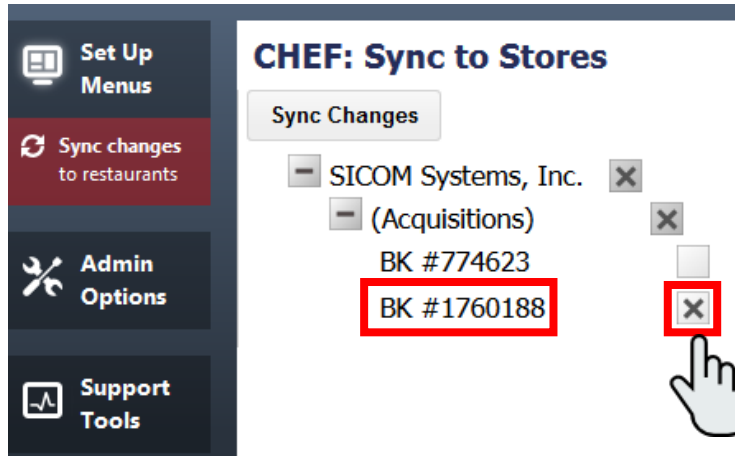 Set Up
Menus
Sync changes
to restaurants
Admin
Options
Support
Tools
CHEF: Sync to Stores
Sync Changes
SICOM Systems, Inc.
(Acquisitions)
BK #774623
BK #1760188